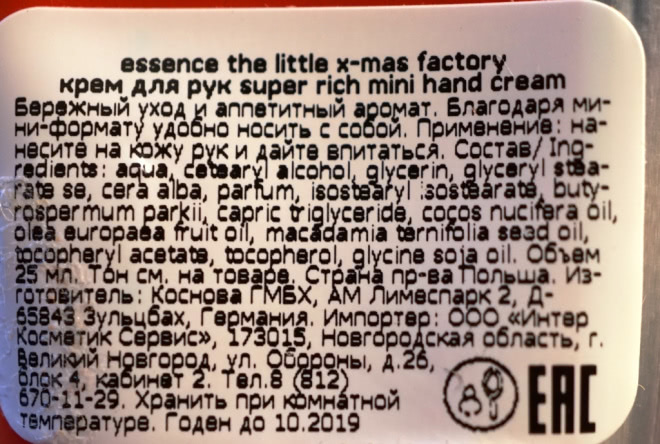 essence the little x-mas factory
крем для рук super rich mini hand cream
Бережный уход и аппетитный аромат. Благодаря ми-
ни-формату удобно носить с собой. Применение: на-
несите на кожу рук и дайте впитаться. Состав/ Ing-
redients: aqua, cetearyl alcohol, glycerin, glyceryl stea-
rate se, cera alba, parfum, isostearyl isostearate, buty-
rospermum parkii, capric triglyceride, cocos nucifera oil,
olea europaea fruit oil, macadamia ternifolia seed oil,
tocopheryl acetate, tocopherol, glycine soja oil. Объем
25 мл. Тон см. на товаре. Страна пр-ва Польша. Из-
готовитель: Коснова ГМБХ, АМ Лимеспарк 2, Д-
65843 Зульцбах, Германия. Импортер: ООО «Интер
Косметик Сервис», 173015, Новгородская область, г.
Великий Новгород, ул. Обороны, д.26,
блок 4, кабинет 2. Тел.8 (812)
670-11-29. Хранить при комнатной
температуре. Годен до 10.2019
EAC